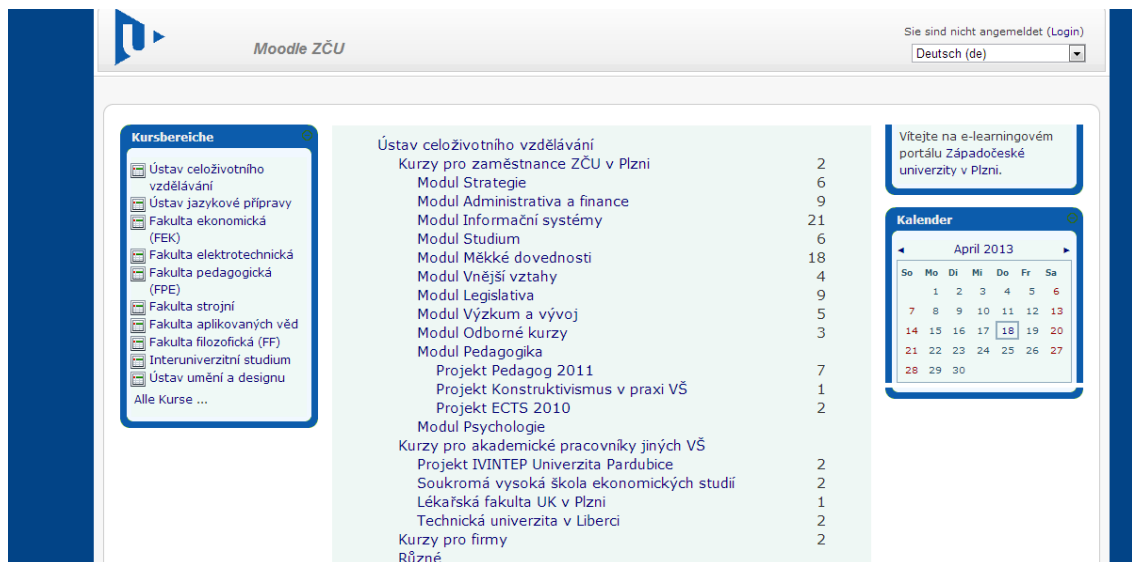 Moodle ZČU
Sie sind nicht angemeldet (Login)
Deutsch (de)
Kursbereiche
Ústav celoživotního
vzdělávání
Ústav jazykové přípravy
Fakulta ekonomická
(FEK)
Fakulta elektrotechnická
Fakulta pedagogická
(FPE)
Fakulta strojní
Fakulta aplikovaných věd
Fakulta filozofická (FF)
Interuniverzitní studium
Ústav umění a designu
Alle Kurse ...
Ústav celoživotního vzdělávání
Kurzy pro zaměstnance ZČU v Plzni 2
Modul Strategie 6
Modul Administrativa a finance 9
Modul Informační systémy 21
Modul Studium 6
Modul Měkké dovednosti 18
Modul Vnější vztahy 4
Modul Legislativa 9
Modul Výzkum a vývoj 5
Modul Odborné kurzy 3
Modul Pedagogika
Projekt Pedagog 2011 7
Projekt Konstruktivismus v praxi VŠ 1
Projekt ECTS 2010 2
Modul Psychologie
Kurzy pro akademické pracovníky jiných VŠ
Projekt IVINTEP Univerzita Pardubice 2
Soukromá vysoká škola ekonomických studií 2
Lékařská fakulta UK v Plzni 1
Technická univerzita v Liberci 2
Kurzy pro firmy 2
Různé
Vítejte na e-learningovém
portálu Západočeské
univerzity v Plzni.
Kalender
April 2013
So Mo Di Mi Do Fr Sa
1 2 3 4 5 6
7 8 9 10 11 12 13
14 15 16 17 18 19 20
21 22 23 24 25 26 27
28 29 30